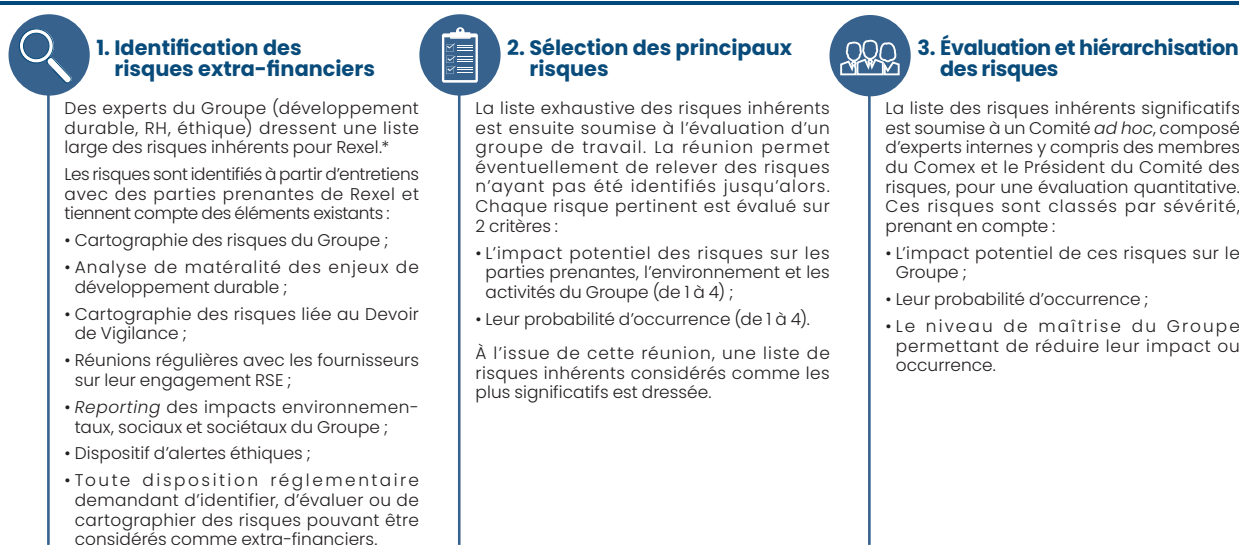 1. Identification des
risques extra-financiers
Des experts du Groupe (développement
durable, RH, éthique) dressent une liste
large des risques inhérents pour Rexel.*
Les risques sont identifiés à partir d'entretiens
avec des parties prenantes de Rexel et
tiennent compte des éléments existants :
• Cartographie des risques du Groupe ;
• Analyse de matéralité des enjeux de
développement durable ;
• Cartographie des risques liée au Devoir
de Vigilance ;
• Réunions régulières avec les fournisseurs
sur leur engagement RSE ;
• Reporting des impacts environnemen-
taux, sociaux et sociétaux du Groupe ;
• Dispositif d'alertes éthiques ;
• Toute disposition réglementaire
demandant d'identifier, d'évaluer ou de
cartographier des risques pouvant être
considérés comme extra-financiers.
2. Sélection des principaux
risques
La liste exhaustive des risques inhérents
est ensuite soumise à l'évaluation d'un
groupe de travail. La réunion permet
éventuellement de relever des risques
n'ayant pas été identifiés jusqu'alors.
Chaque risque pertinent est évalué sur
2 critères :
• L'impact potentiel des risques sur les
parties prenantes, l'environnement et les
activités du Groupe (de 1 à 4) ;
• Leur probabilité d'occurrence (de 1 à 4).
À l'issue de cette réunion, une liste de
risques inhérents considérés comme les
plus significatifs est dressée.
3. Évaluation et hiérarchisation
des risques
La liste des risques inhérents significatifs
est soumise à un Comité ad hoc, composé
d'experts internes y compris des membres
du Comex et le Président du Comité des
risques, pour une évaluation quantitative.
Ces risques sont classés par sévérité,
prenant en compte :
• L'impact potentiel de ces risques sur le
Groupe ;
• Leur probabilité d'occurrence ;
• Le niveau de maîtrise du Groupe
permettant de réduire leur impact ou
occurrence.